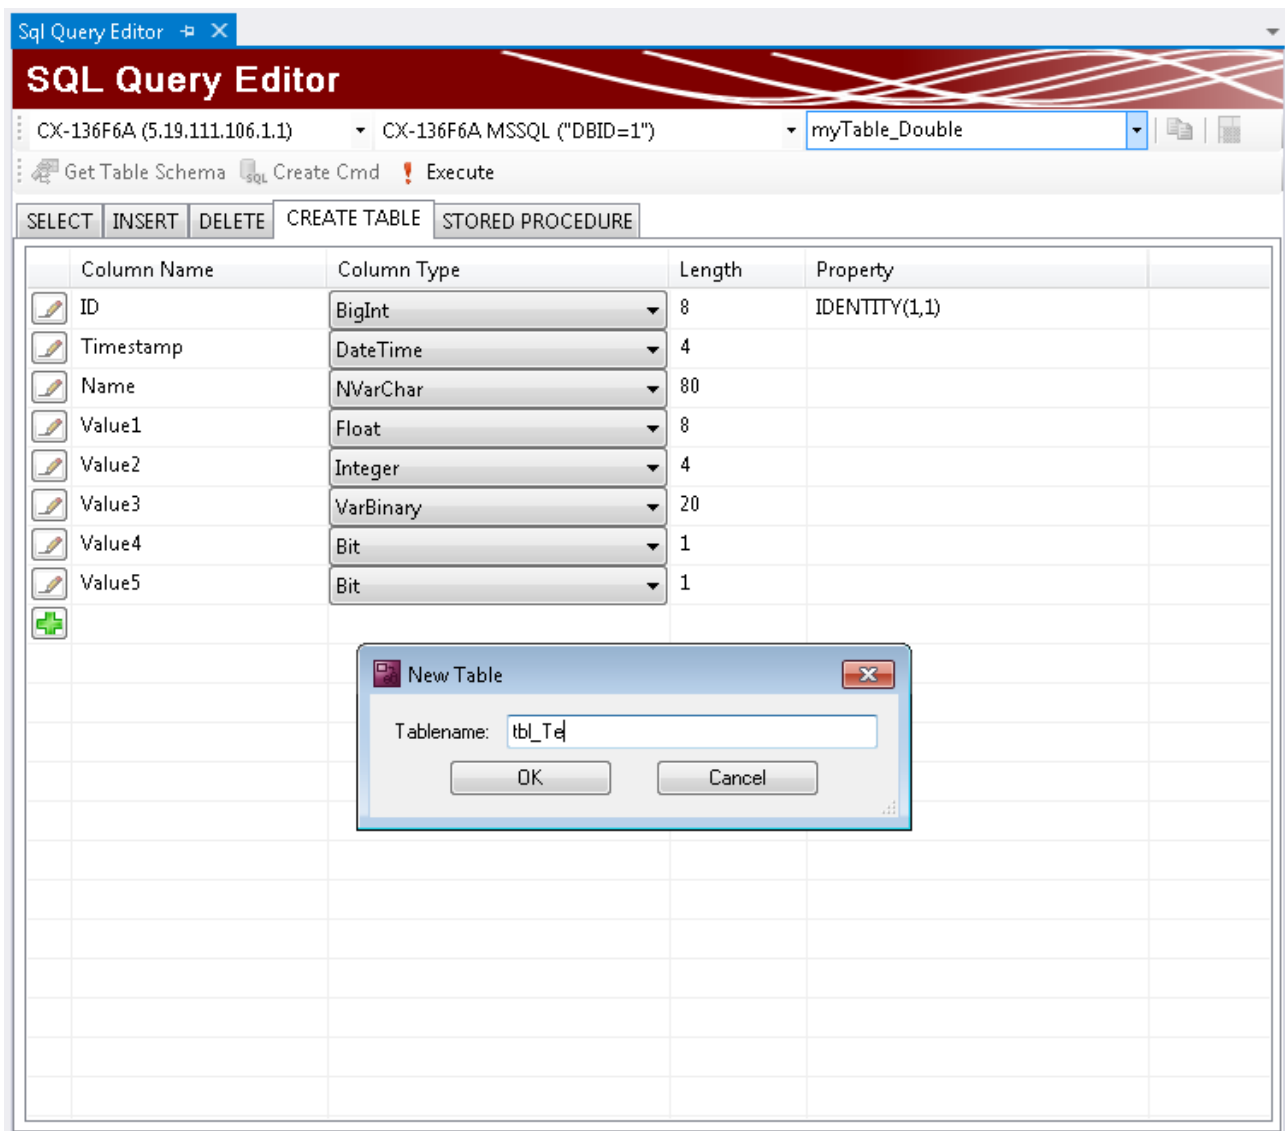 Sql Query Editor
SQL Query Editor
CX-136F6A (5.19.111.106.1.1) CX-136F6A MSSQL ("DBID=1") myTable_Double
Get Table Schema SQL Create Cmd Execute
SELECT INSERT DELETE CREATE TABLE STORED PROCEDURE
Column Name Column Type Length Property
ID BigInt 8 IDENTITY(1,1)
Timestamp DateTime 4
Name NVarChar 80
Value1 Float 8
Value2 Integer 4
Value3 VarBinary 20
Value4 Bit 1
Value5 Bit 1
New Table
Tablename: tbl_Te
OK Cancel